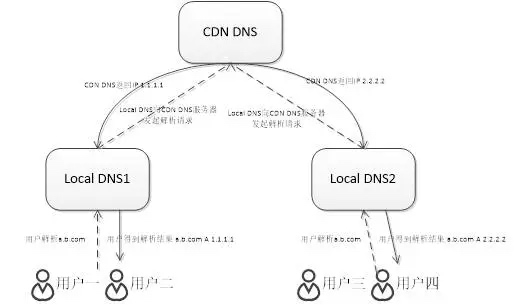 CDN DNS
CDN DNS返回IP 1.1.1.1
CDN DNS返回IP 2.2.2.2
Local DNS向CDN DNS服务器
发起解析请求
Local DNS向CDN DNS服务器
发起解析请求
Local DNS1
Local DNS2
用户解析a.b.com
用户得到解析结果 a.b.com A 1.1.1.1
用户解析a.b.com
用户得到解析结果 a.b.com A 2.2.2.2
用户一
用户二
用户三
用户四